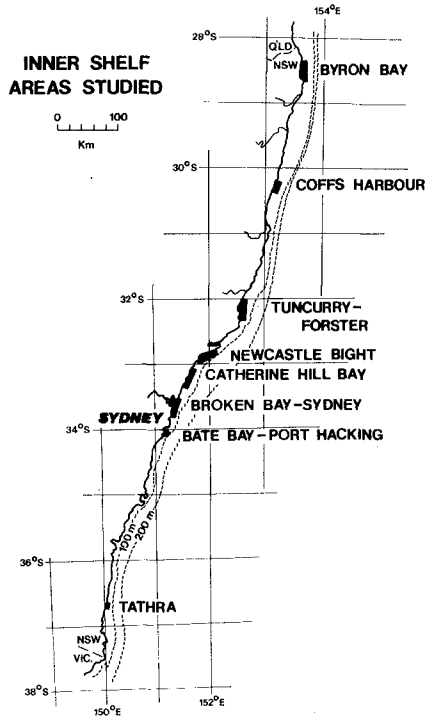 154°E
28°S
INNER SHELF
AREAS STUDIED
QLD
NSW
BYRON BAY
0 100
Km
30°S
COFFS HARBOUR
32°S
TUNCURRY-
FORSTER
NEWCASTLE BIGHT
CATHERINE HILL BAY
BROKEN BAY-SYDNEY
SYDNEY
34°S
BATE BAY-PORT HACKING
100 m
200 m
36°S
TATHRA
NSW
VIC.
38°S
150°E
152°E